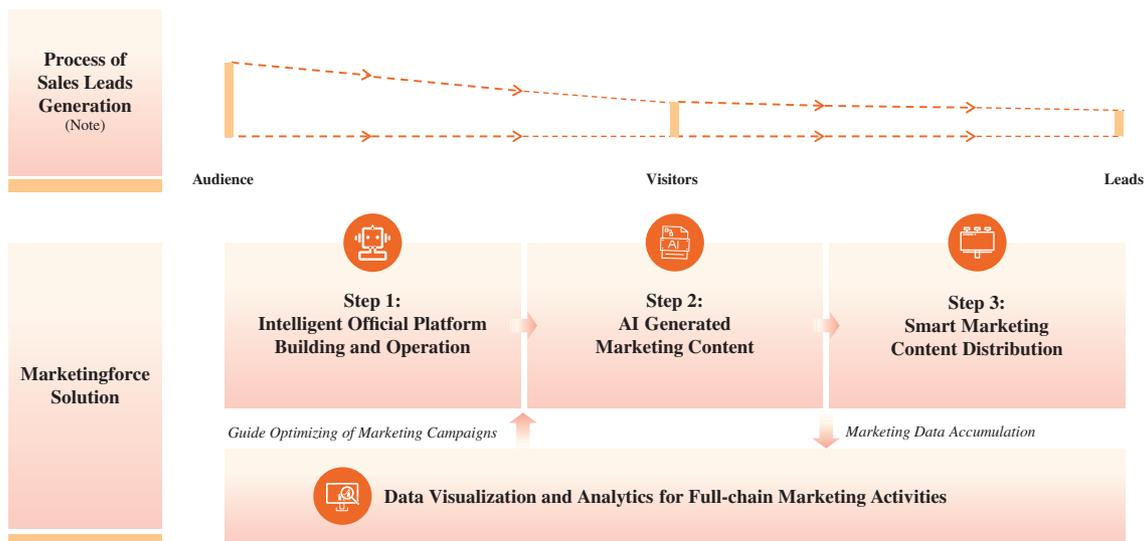 Process of
Sales Leads
Generation
(Note)
Audience
Visitors
Leads
Marketingforce
Solution
Step 1:
Intelligent Official Platform
Building and Operation
AI
Step 2:
AI Generated
Marketing Content
Step 3:
Smart Marketing
Content Distribution
Guide Optimizing of Marketing Campaigns
Marketing Data Accumulation
Data Visualization and Analytics for Full-chain Marketing Activities